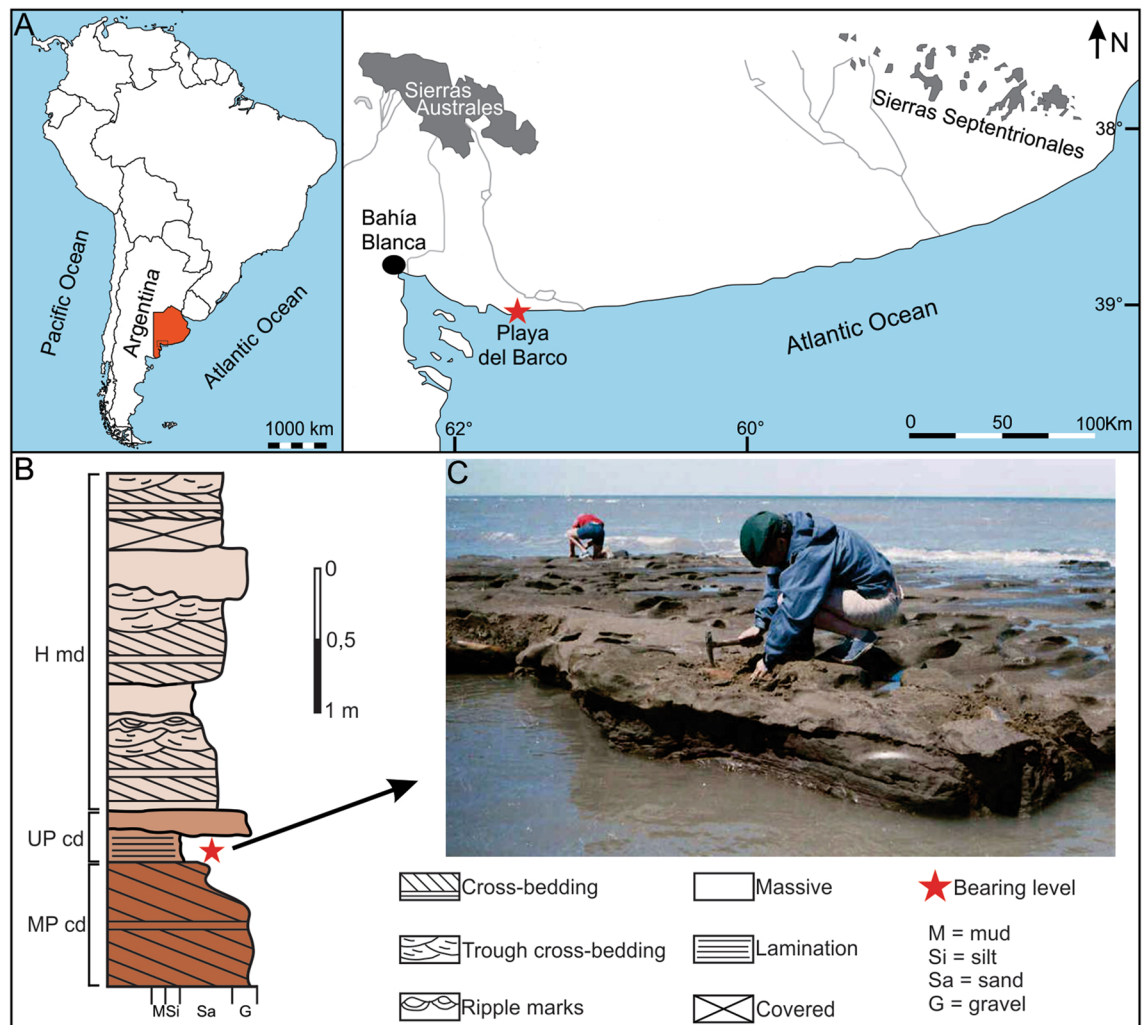 A
Pacific Ocean
Argentina
Atlantic Ocean
1000 km
N
Sierras
Australes
Sierras Septentrionales
38°
Bahía
Blanca
39°
Playa
del Barco
Atlantic Ocean
62°
60°
0 50 100Km
B
H md
UP cd
MP cd
0
0,5
1 m
M Si Sa G
C
Cross-bedding
Trough cross-bedding
Ripple marks
Massive
Lamination
Covered
Bearing level
M = mud
Si = silt
Sa = sand
G = gravel